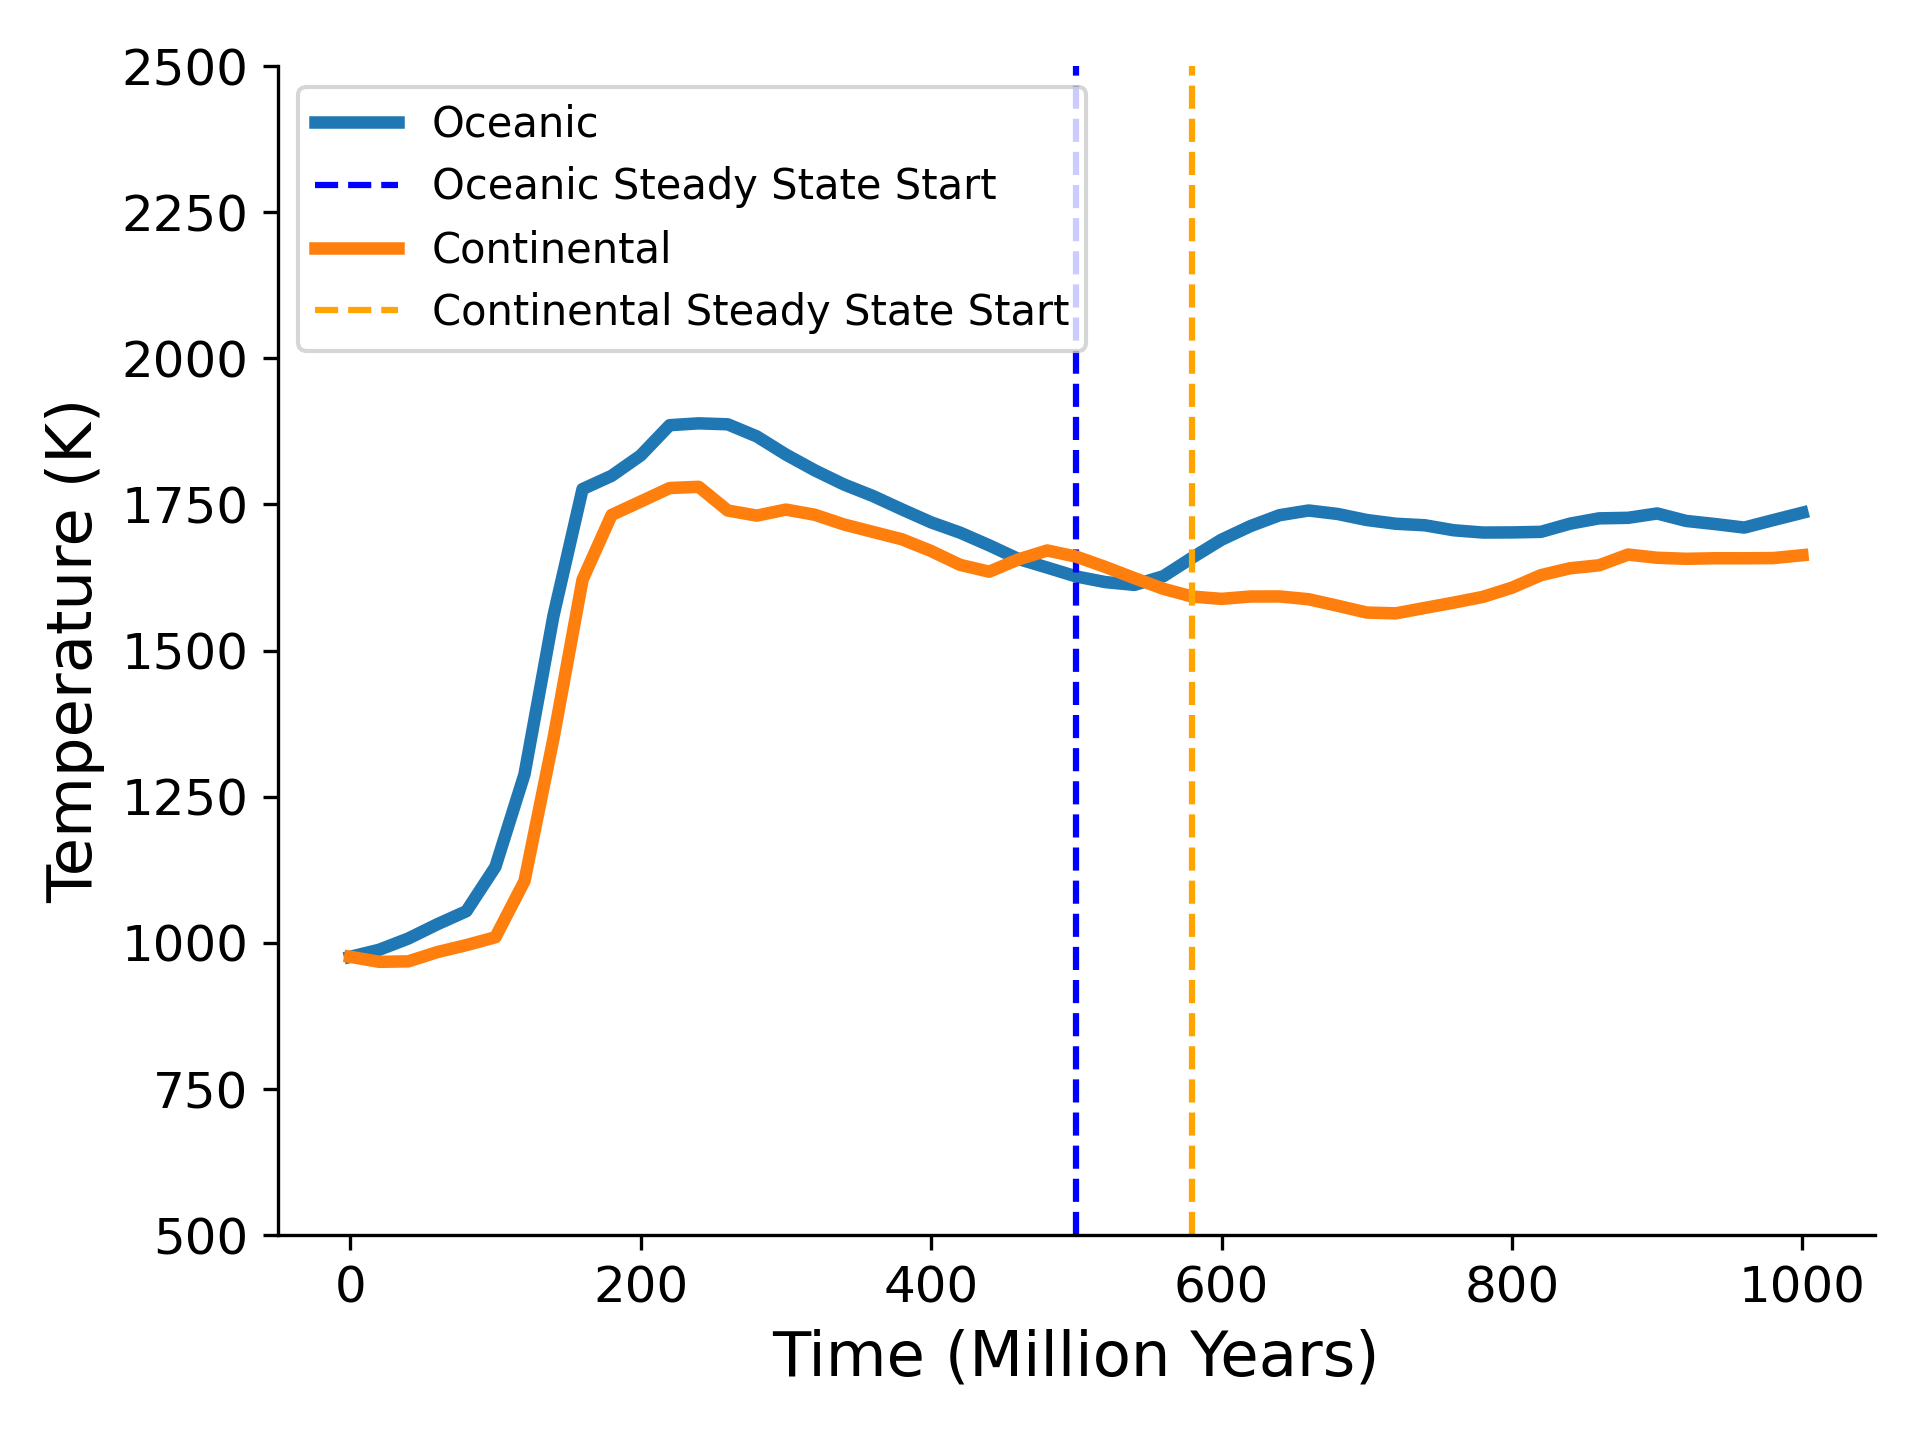 2500
2250
2000
1750
1500
1250
1000
750
500
Temperature (K)
Oceanic
Oceanic Steady State Start
Continental
Continental Steady State Start
0 200 400 600 800 1000
Time (Million Years)